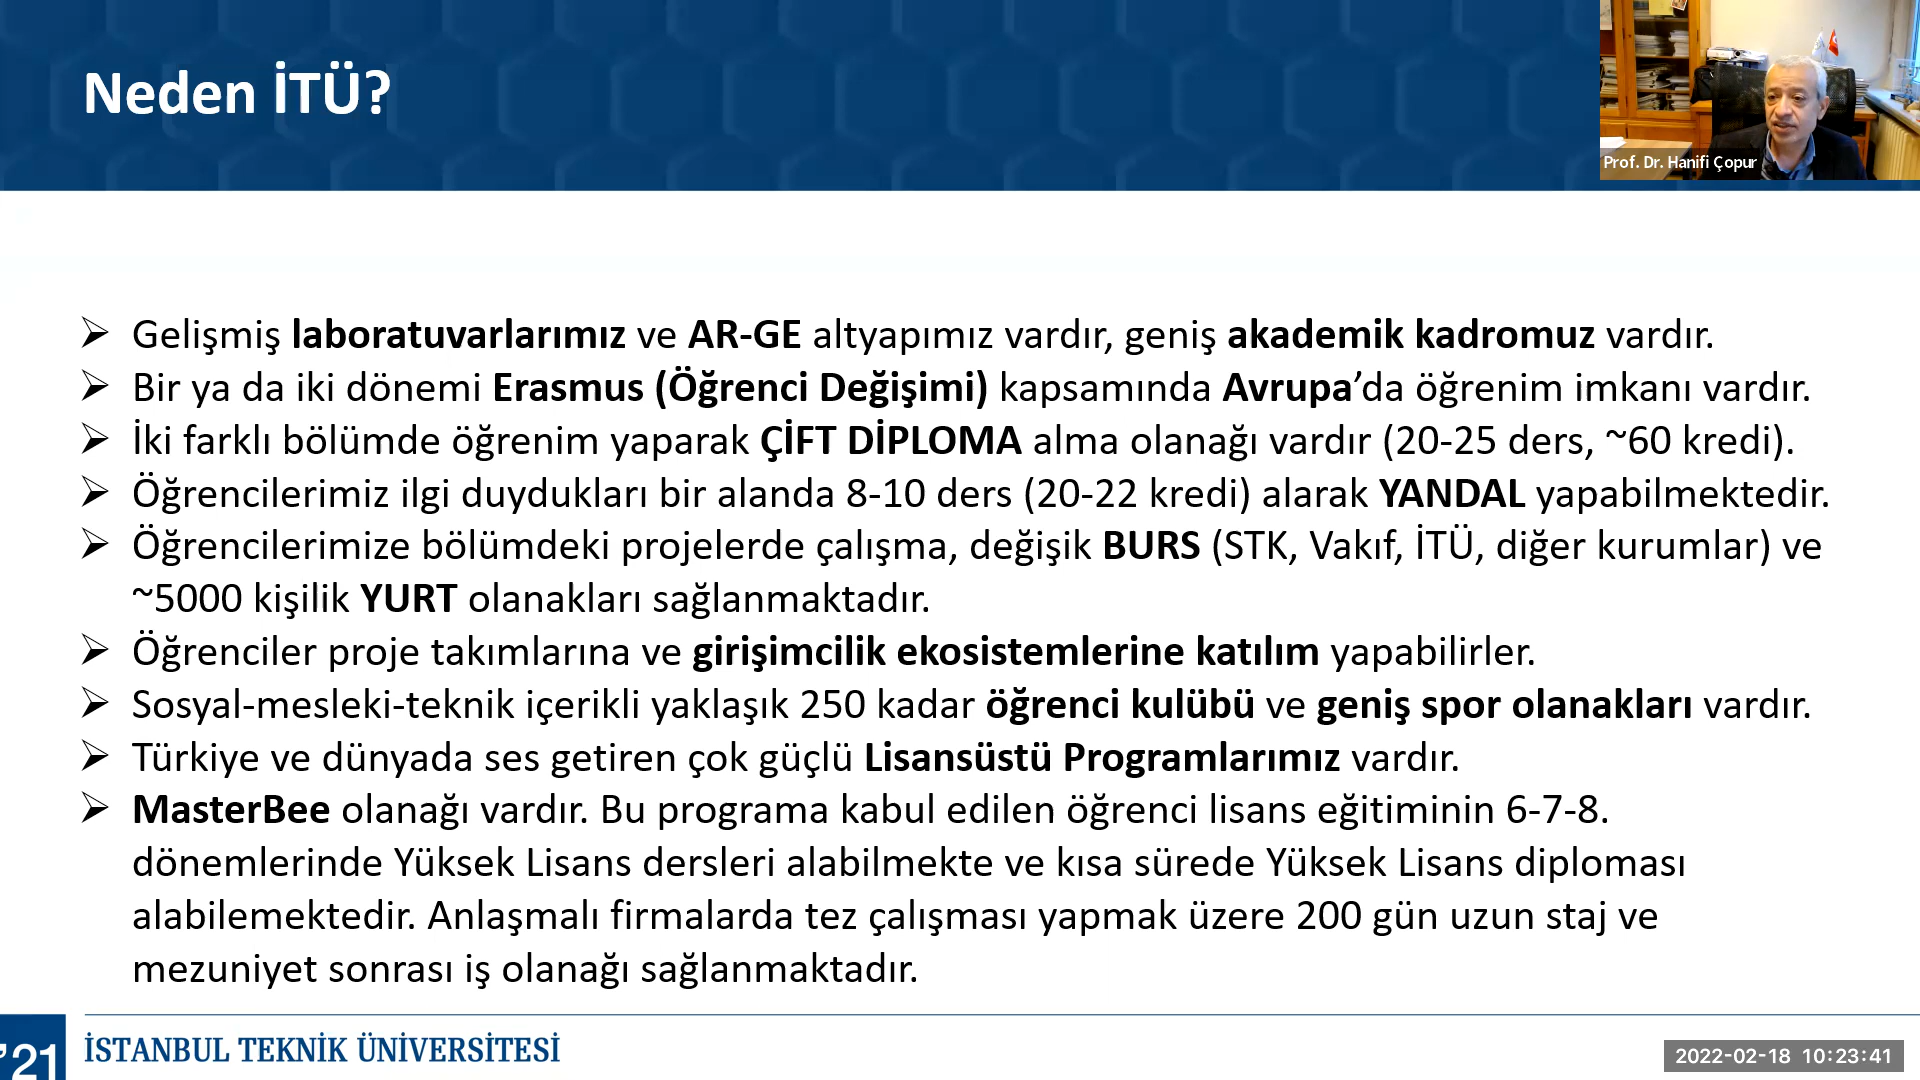 Neden İTÜ?
Prof. Dr. Hanifi Çopur
➢ Gelişmiş laboratuvarlarımız ve AR-GE altyapımız vardır, geniş akademik kadromuz vardır.
➢ Bir ya da iki dönemi Erasmus (Öğrenci Değişimi) kapsamında Avrupa’da öğrenim imkanı vardır.
➢ İki farklı bölümde öğrenim yaparak ÇİFT DİPLOMA alma olanağı vardır (20-25 ders, ~60 kredi).
➢ Öğrencilerimiz ilgi duydukları bir alanda 8-10 ders (20-22 kredi) alarak YANDAL yapabilmektedir.
➢ Öğrencilerimize bölümdeki projelerde çalışma, değişik BURS (STK, Vakıf, İTÜ, diğer kurumlar) ve
~5000 kişilik YURT olanakları sağlanmaktadır.
➢ Öğrenciler proje takımlarına ve girişimcilik ekosistemlerine katılım yapabilirler.
➢ Sosyal-mesleki-teknik içerikli yaklaşık 250 kadar öğrenci kulübü ve geniş spor olanakları vardır.
➢ Türkiye ve dünyada ses getiren çok güçlü Lisansüstü Programlarımız vardır.
➢ MasterBee olanağı vardır. Bu programa kabul edilen öğrenci lisans eğitiminin 6-7-8.
dönemlerinde Yüksek Lisans dersleri alabilmekte ve kısa sürede Yüksek Lisans diploması
alabilemektedir. Anlaşmalı firmalarda tez çalışması yapmak üzere 200 gün uzun staj ve
mezuniyet sonrası iş olanağı sağlanmaktadır.
’21
İSTANBUL TEKNİK ÜNİVERSİTESİ
2022-02-18 10:23:41